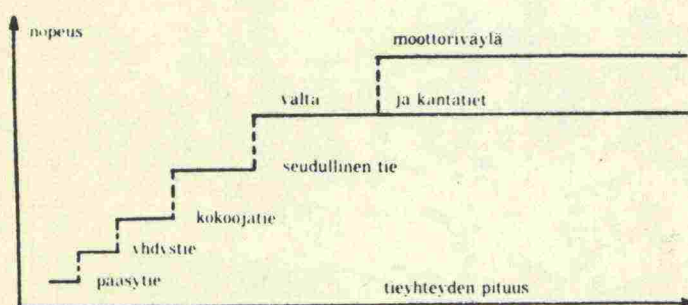 nopeus
moottoriväylä
valta ja kantatiet
seudullinen tie
kokoojatie
yhdystie
pääsytie
tieyhteyden pituus